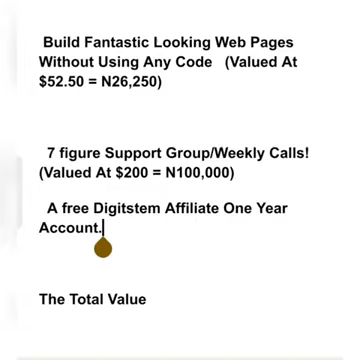 Build Fantastic Looking Web Pages
Without Using Any Code (Valued At
$52.50 = N26,250)
7 figure Support Group/Weekly Calls!
(Valued At $200 = N100,000)
A free Digitstem Affiliate One Year
Account.
The Total Value